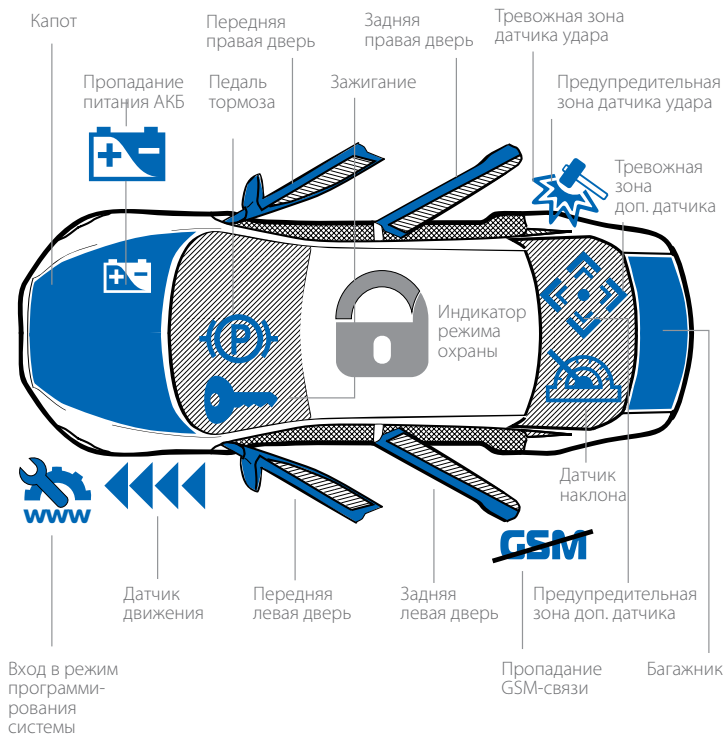 Капот
Передняя
правая дверь
Задняя
правая дверь
Тревожная зона
датчика удара
Пропадание
питания АКБ
Педаль
тормоза
Зажигание
Предупредительная
зона датчика удара
Тревожная
зона
доп. датчика
P
Индикатор
режима
охраны
Датчик
наклона
www
GSM
Датчик
движения
Передняя
левая дверь
Задняя
левая дверь
Предупредительная
зона доп. датчика
Вход в режим
программи-
рования
системы
Пропадание
GSM-связи
Багажник